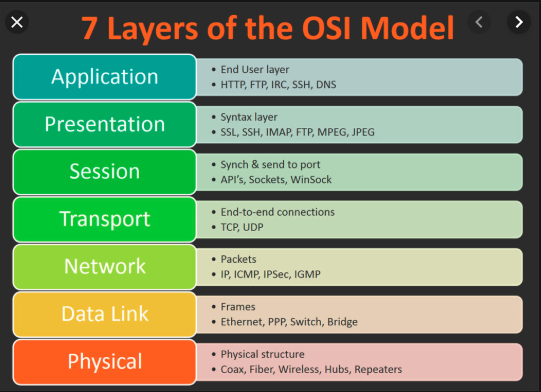 7 Layers of the OSI Model
Application
• End User layer
• HTTP, FTP, IRC, SSH, DNS
Presentation
• Syntax layer
• SSL, SSH, IMAP, FTP, MPEG, JPEG
Session
• Synch & send to port
• API's, Sockets, WinSock
Transport
• End-to-end connections
• TCP, UDP
Network
• Packets
• IP, ICMP, IPSec, IGMP
Data Link
• Frames
• Ethernet, PPP, Switch, Bridge
Physical
• Physical structure
• Coax, Fiber, Wireless, Hubs, Repeaters